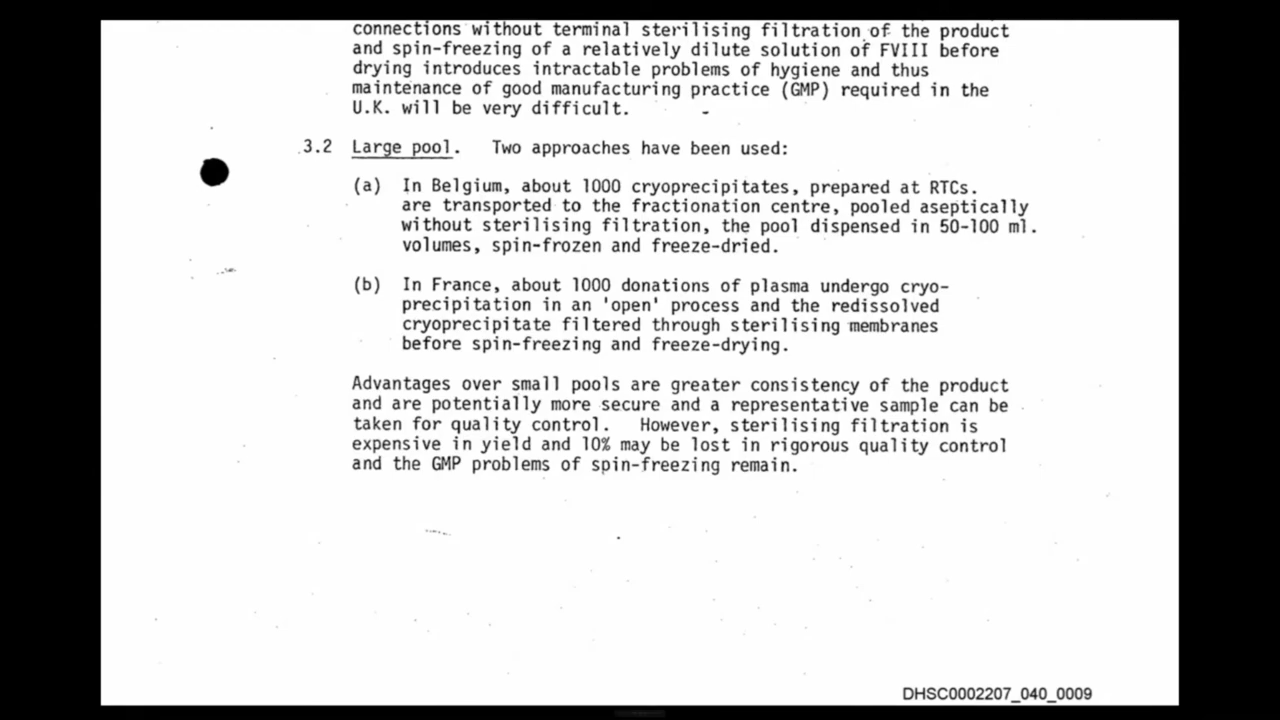 connections without terminal sterilising filtration of the product
and spin-freezing of a relatively dilute solution of FVIII before
drying introduces intractable problems of hygiene and thus
maintenance of good manufacturing practice (GMP) required in the
U.K. will be very difficult.
3.2 Large pool. Two approaches have been used:
(a) In Belgium, about 1000 cryoprecipitates, prepared at RTCs.
are transported to the fractionation centre, pooled aseptically
without sterilising filtration, the pool dispensed in 50-100 ml.
volumes, spin-frozen and freeze-dried.
(b) In France, about 1000 donations of plasma undergo cryo-
precipitation in an 'open' process and the redissolved
cryoprecipitate filtered through sterilising membranes
before spin-freezing and freeze-drying.
Advantages over small pools are greater consistency of the product
and are potentially more secure and a representative sample can be
taken for quality control. However, sterilising filtration is
expensive in yield and 10% may be lost in rigorous quality control
and the GMP problems of spin-freezing remain.
DHSC0002207_040_0009